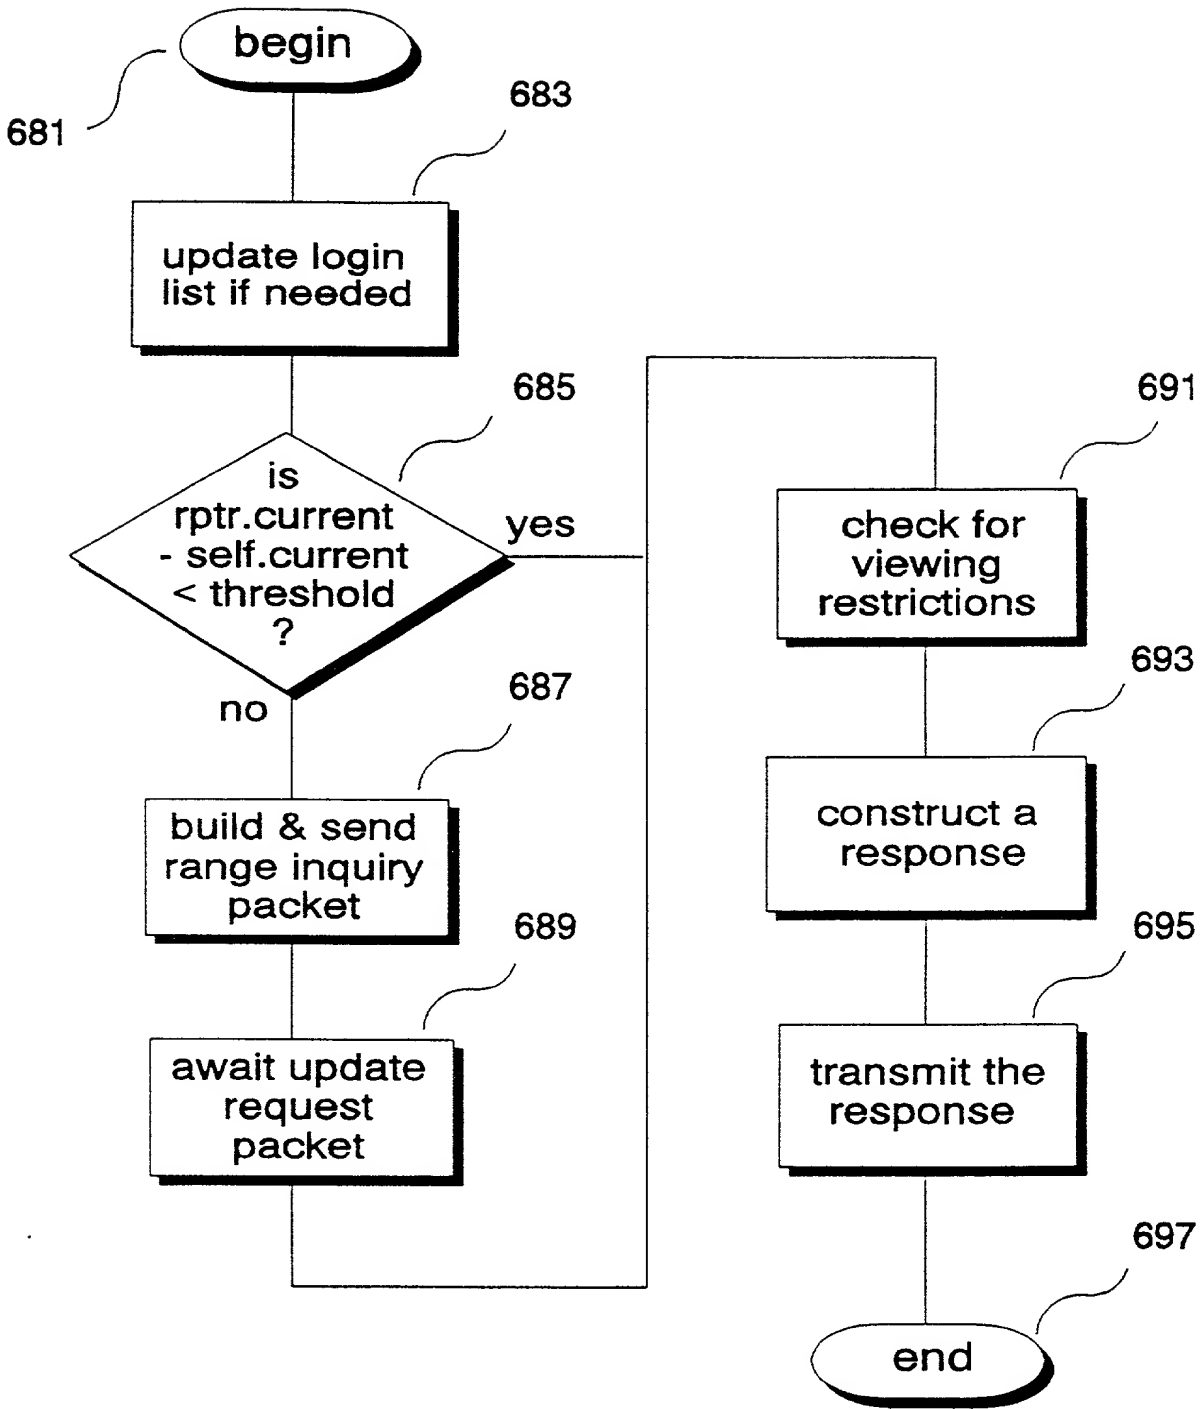 begin
681
683
update login
list if needed
685
is
rptr.current
- self.current
< threshold
?
yes
no
687
build & send
range inquiry
packet
689
await update
request
packet
691
check for
viewing
restrictions
693
construct a
response
695
transmit the
response
697
end